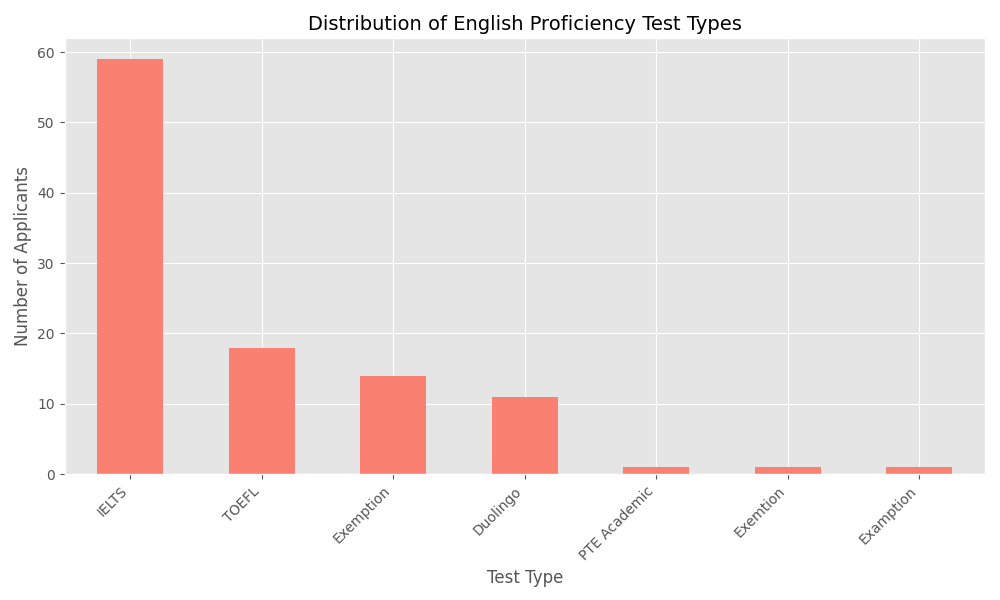 Distribution of English Proficiency Test Types
Number of Applicants
60
50
40
30
20
10
0
IELTS
TOEFL
Exemption
Duolingo
PTE Academic
Exemtion
Examption
Test Type